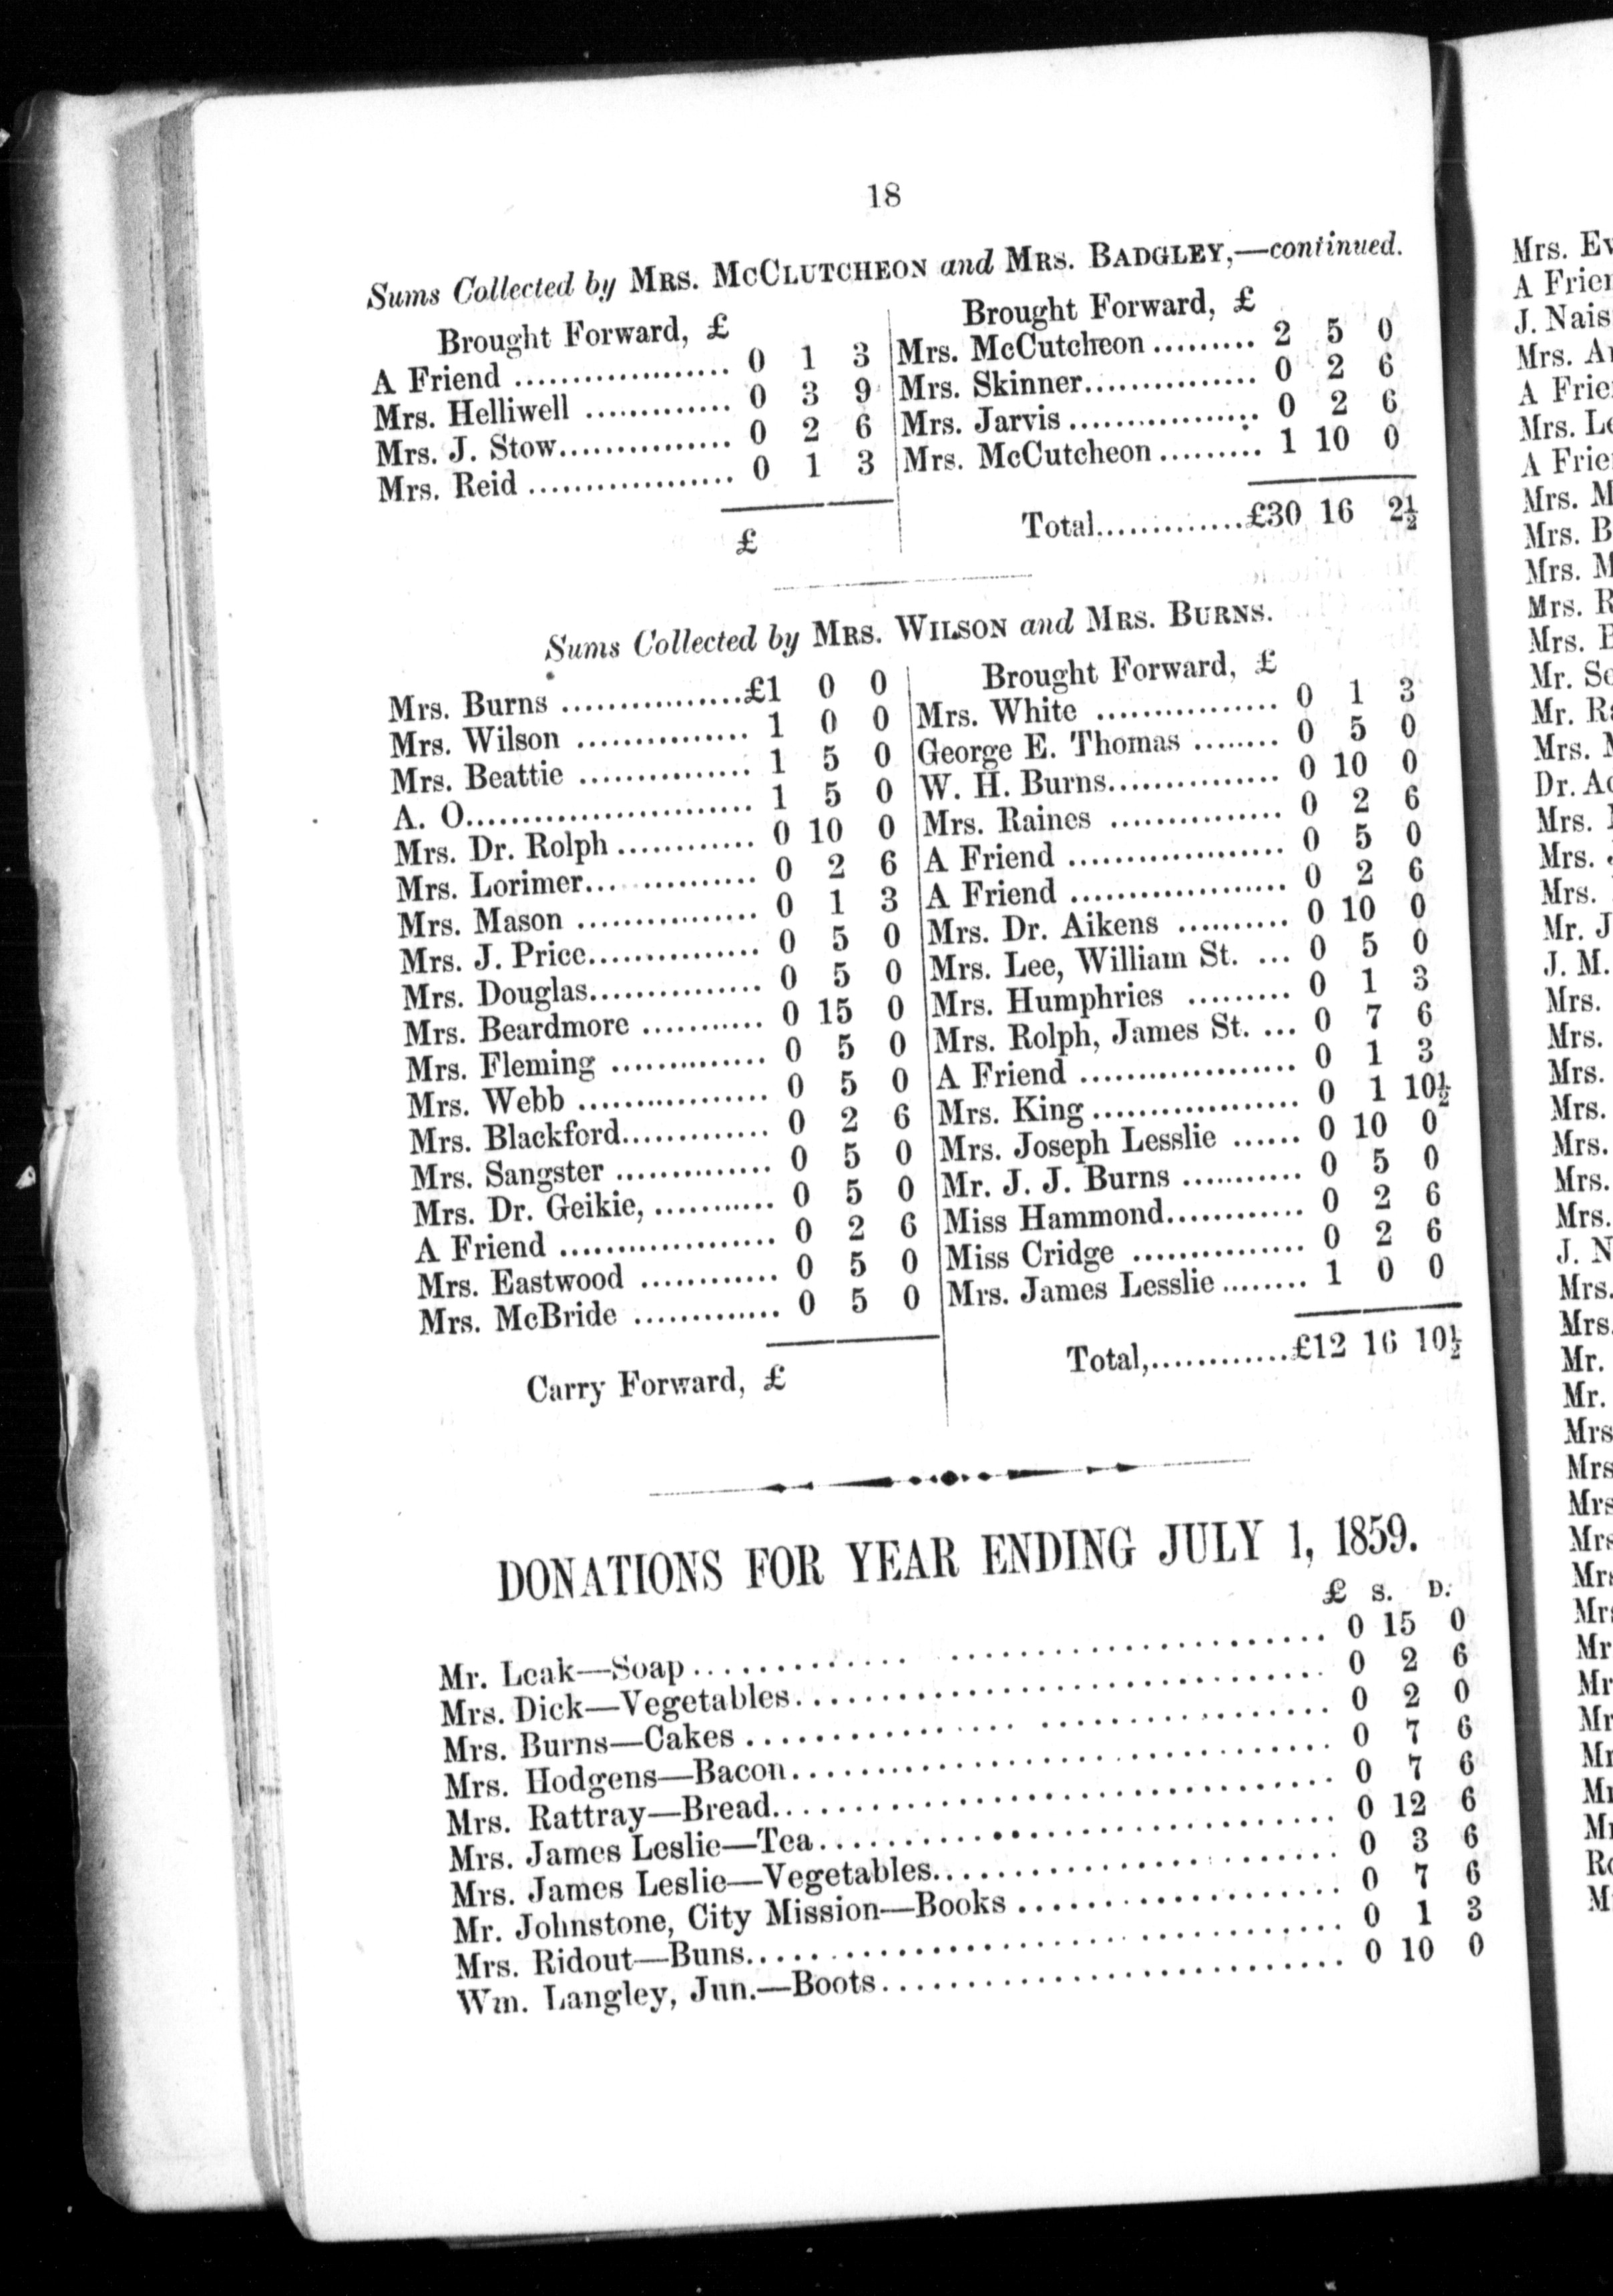 18
Sums Collected by MRS. MCCLUTCHEON and MRS. BADGLEY,—continued.
Brought Forward, £
A Friend ................... 0 1 3
Mrs. Helliwell ............. 0 3 9
Mrs. J. Stow............... 0 2 6
Mrs. Reid .................. 0 1 3
£
Brought Forward, £
Mrs. McCutcheon ......... 2 5 0
Mrs. Skinner............... 0 2 6
Mrs. Jarvis ................. 0 2 6
Mrs. McCutcheon ......... 1 10 0
Total.............£30 16 2½
Sums Collected by MRS. WILSON and MRS. BURNS.
Mrs. Burns ................£1 0 0
Mrs. Wilson ............... 1 0 0
Mrs. Beattie ............... 1 5 0
A. O......................... 1 5 0
Mrs. Dr. Rolph ............ 0 10 0
Mrs. Lorimer............... 0 2 6
Mrs. Mason ................ 0 1 3
Mrs. J. Price............... 0 5 0
Mrs. Douglas............... 0 5 0
Mrs. Beardmore ........... 0 15 0
Mrs. Fleming .............. 0 5 0
Mrs. Webb ................. 0 5 0
Mrs. Blackford............. 0 2 6
Mrs. Sangster .............. 0 5 0
Mrs. Dr. Geikie, ........... 0 5 0
A Friend ................... 0 2 6
Mrs. Eastwood ............ 0 5 0
Mrs. McBride ............. 0 5 0
Carry Forward, £
Brought Forward, £
Mrs. White ................ 0 1 3
George E. Thomas ........ 0 5 0
W. H. Burns............... 0 10 0
Mrs. Raines ............... 0 2 6
A Friend ................... 0 5 0
A Friend ................... 0 2 6
Mrs. Dr. Aikens .......... 0 10 0
Mrs. Lee, William St. ... 0 5 0
Mrs. Humphries ......... 0 1 3
Mrs. Rolph, James St. ... 0 7 6
A Friend ................... 0 1 3
Mrs. King .................. 0 1 10½
Mrs. Joseph Lesslie ...... 0 10 0
Mr. J. J. Burns ........... 0 5 0
Miss Hammond............ 0 2 6
Miss Cridge ............... 0 2 6
Mrs. James Lesslie ........ 1 0 0
Total,............£12 16 10½
DONATIONS FOR YEAR ENDING JULY 1, 1859.
£ S. D.
Mr. Leak—Soap ........................ 0 15 0
Mrs. Dick—Vegetables ........................ 0 2 6
Mrs. Burns—Cakes ........................ 0 2 0
Mrs. Hodgens—Bacon ........................ 0 7 6
Mrs. Rattray—Bread ........................ 0 7 6
Mrs. James Leslie—Tea ........................ 0 12 6
Mrs. James Leslie—Vegetables ........................ 0 3 6
Mr. Johnstone, City Mission—Books ........................ 0 7 6
Mrs. Ridout—Buns ........................ 0 1 3
Wm. Langley, Jun.—Boots ........................ 0 10 0